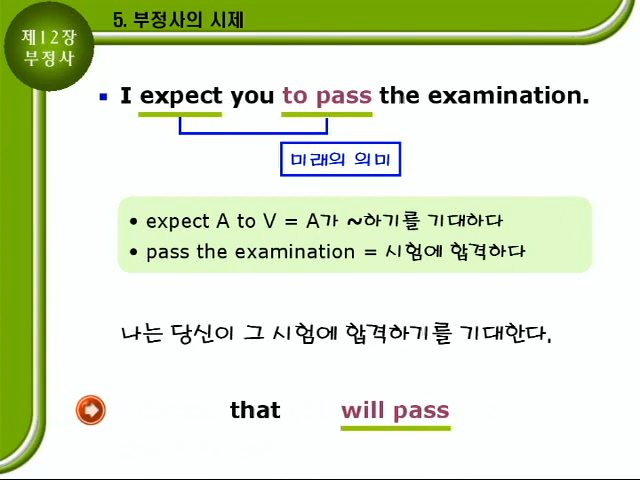 제12장
부정사
5. 부정사의 시제
I expect you to pass the examination.
미래의 의미
• expect A to V = A가 ~하기를 기대하다
• pass the examination = 시험에 합격하다
나는 당신이 그 시험에 합격하기를 기대한다.
that will pass